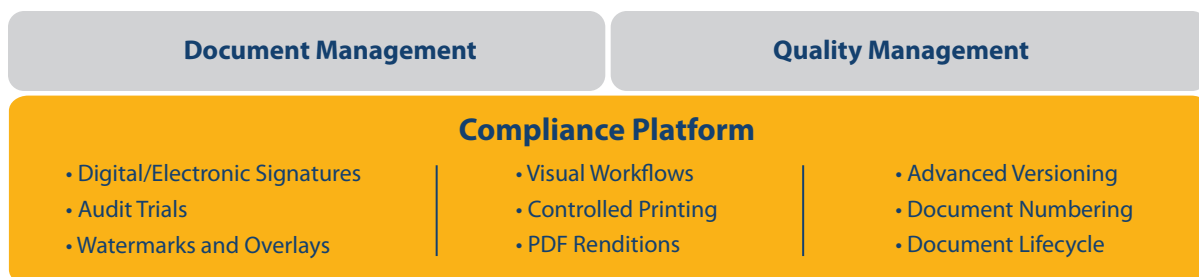 Document Management
Quality Management
Compliance Platform
• Digital/Electronic Signatures
• Audit Trials
• Watermarks and Overlays
• Visual Workflows
• Controlled Printing
• PDF Renditions
• Advanced Versioning
• Document Numbering
• Document Lifecycle